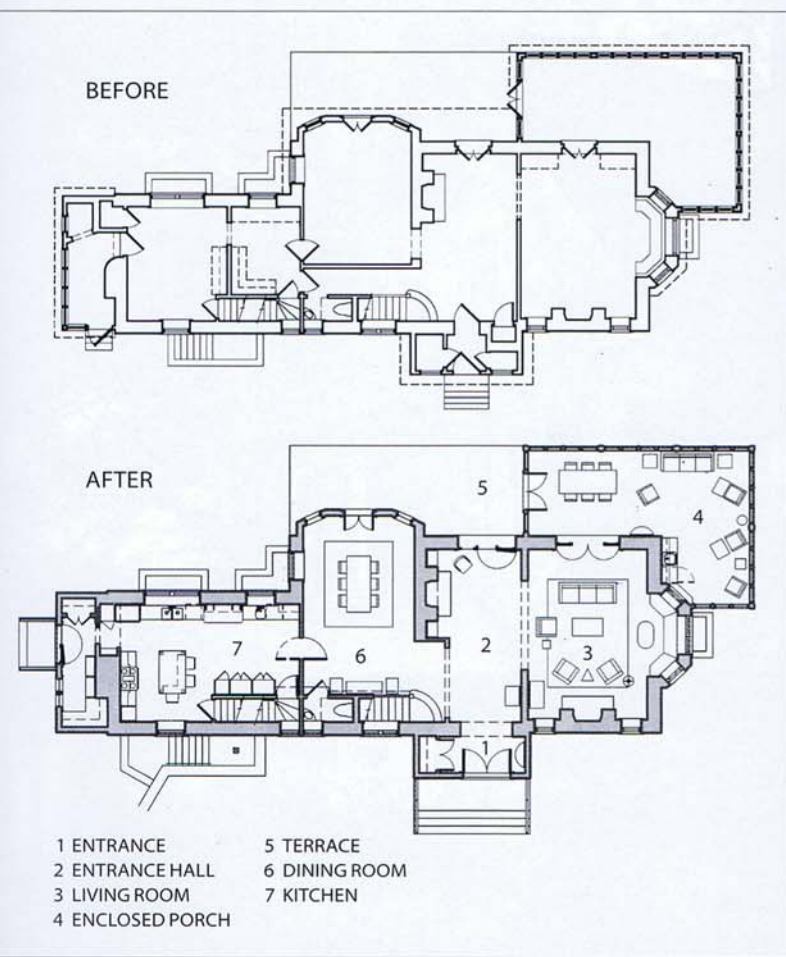 BEFORE
AFTER
5
4
7
6
2
3
1
1 ENTRANCE
2 ENTRANCE HALL
3 LIVING ROOM
4 ENCLOSED PORCH
5 TERRACE
6 DINING ROOM
7 KITCHEN